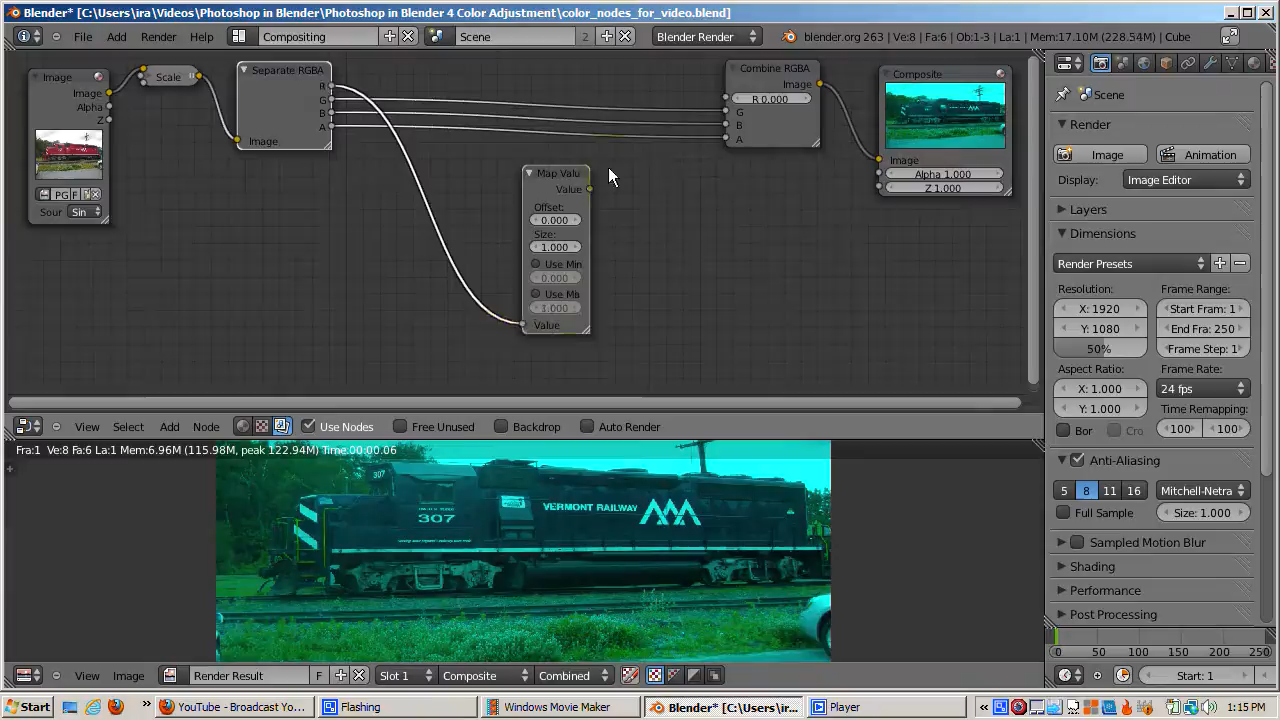 Blender* [C:\Users\ira\Videos\Photoshop in Blender\Photoshop in Blender 4 Color Adjustment\color_nodes_for_video.blend]
File Add Render Help Compositing Scene 2 Blender Render blender.org 263 | Ve:8 | Fa:6 | Ob:1-3 | La:1 | Mem:17.10M (228.54M) | Cube
Image
Image
Alpha
Z
PG F
Sour Sin
Scale
Separate RGBA
R
G
B
A
Image
Map Valu
Value
Offset:
0.000
Size:
1.000
Use Min
0.000
Use Ma
1.000
Value
Combine RGBA
Image
R 0.000
G
B
A
Composite
Image
Alpha 1.000
Z 1.000
View Select Add Node Use Nodes Free Unused Backdrop Auto Render
Fra:1 Ve:8 Fa:6 La:1 Mem:6.96M (115.98M, peak 122.94M) Time:00:00.06
307
307
VERMONT RAILWAY
View Image Render Result F Slot 1 Composite Combined
Scene
Render
Image Animation
Display: Image Editor
Layers
Dimensions
Render Presets
Resolution: Frame Range:
X: 1920 Start Fram: 1
Y: 1080 End Fra: 250
50% Frame Step: 1
Aspect Ratio: Frame Rate:
X: 1.000 24 fps
Y: 1.000 Time Remapping:
Bor Cro 100 100
Anti-Aliasing
5 8 11 16 Mitchell-Netra
Full Sample Size: 1.000
Sampled Motion Blur
Shading
Performance
Post Processing
0 50 100 150 200 250
Start: 1
Start YouTube - Broadcast Yo... Flashing Windows Movie Maker Blender* [C:\Users\ir... Player 1:15 PM